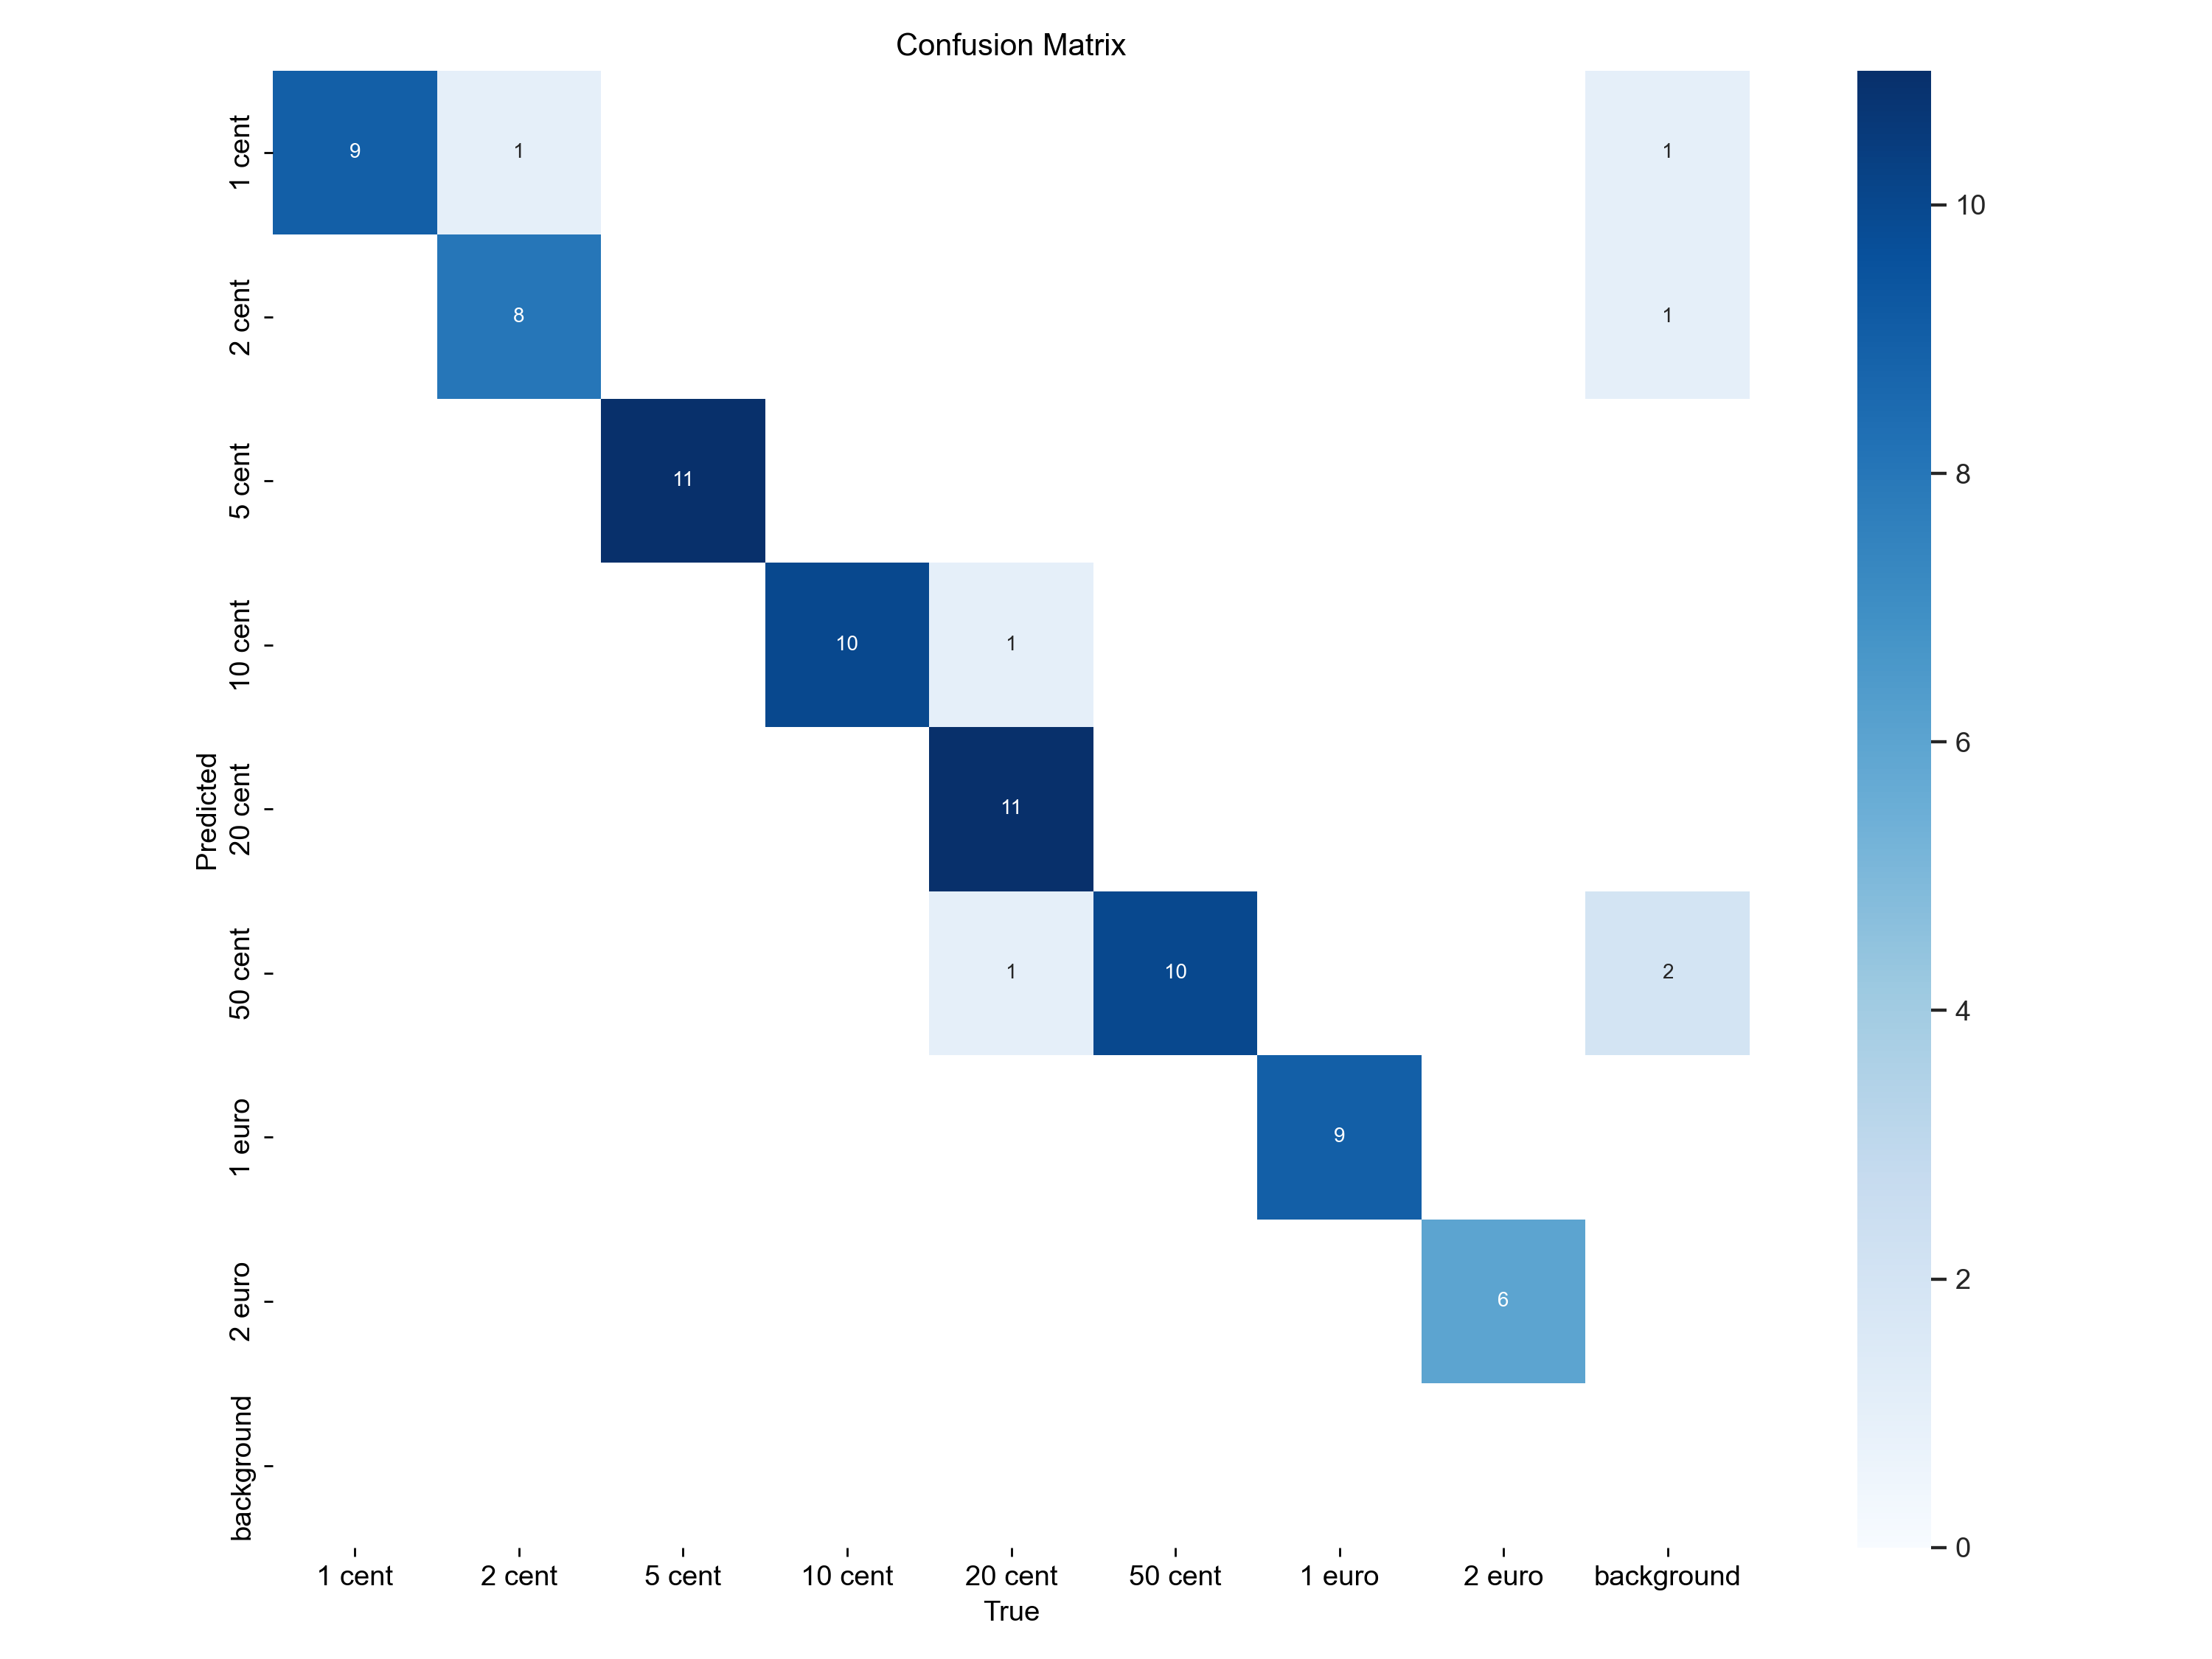 Confusion Matrix
1 cent
9
1
1
2 cent
8
1
5 cent
11
10 cent
10
1
20 cent
11
50 cent
1
10
2
1 euro
9
2 euro
6
background
Predicted
1 cent
2 cent
5 cent
10 cent
20 cent
50 cent
1 euro
2 euro
background
True
10
8
6
4
2
0